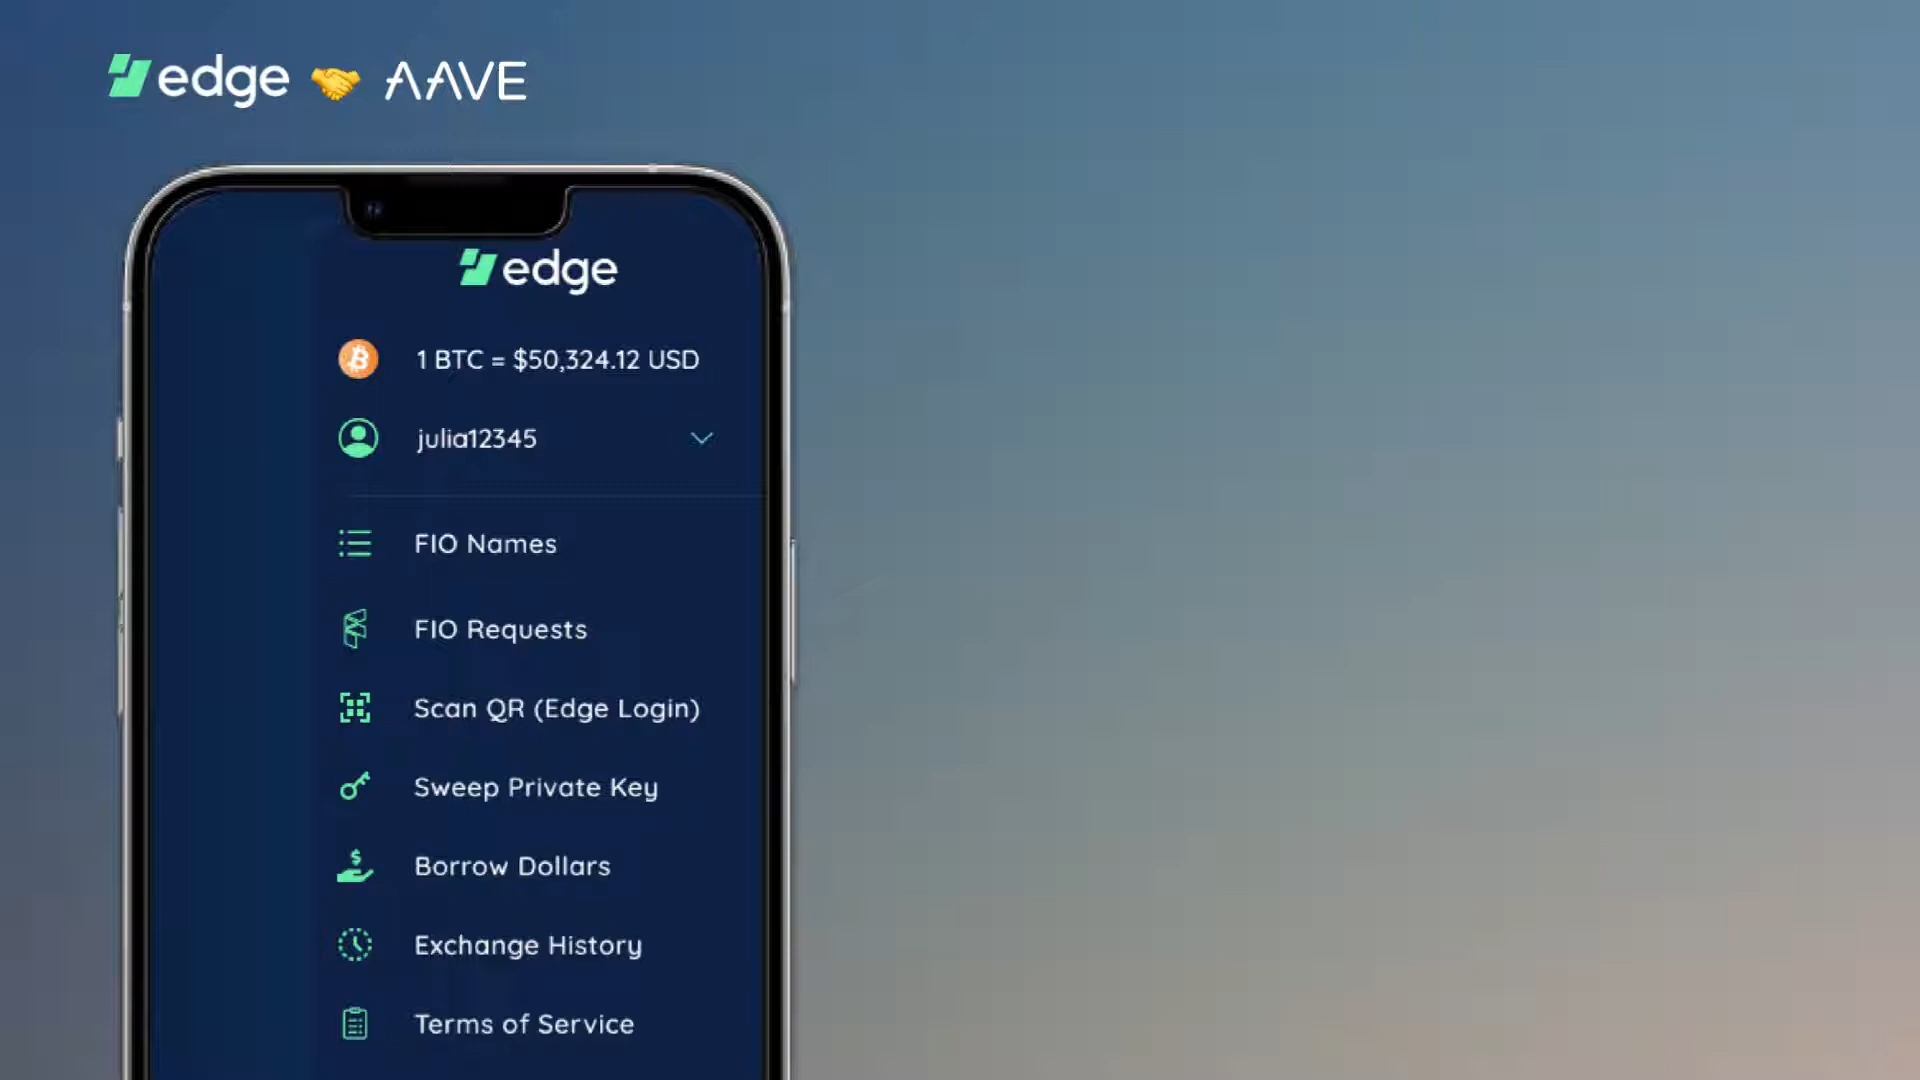 edge 🤝 AAVE
edge
1 BTC = $50,324.12 USD
julia12345
FIO Names
FIO Requests
Scan QR (Edge Login)
Sweep Private Key
Borrow Dollars
Exchange History
Terms of Service